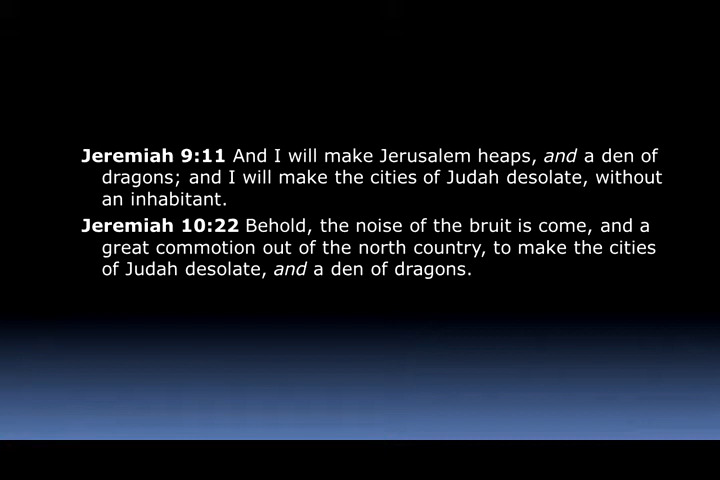 Jeremiah 9:11 And I will make Jerusalem heaps, and a den of
dragons; and I will make the cities of Judah desolate, without
an inhabitant.
Jeremiah 10:22 Behold, the noise of the bruit is come, and a
great commotion out of the north country, to make the cities
of Judah desolate, and a den of dragons.